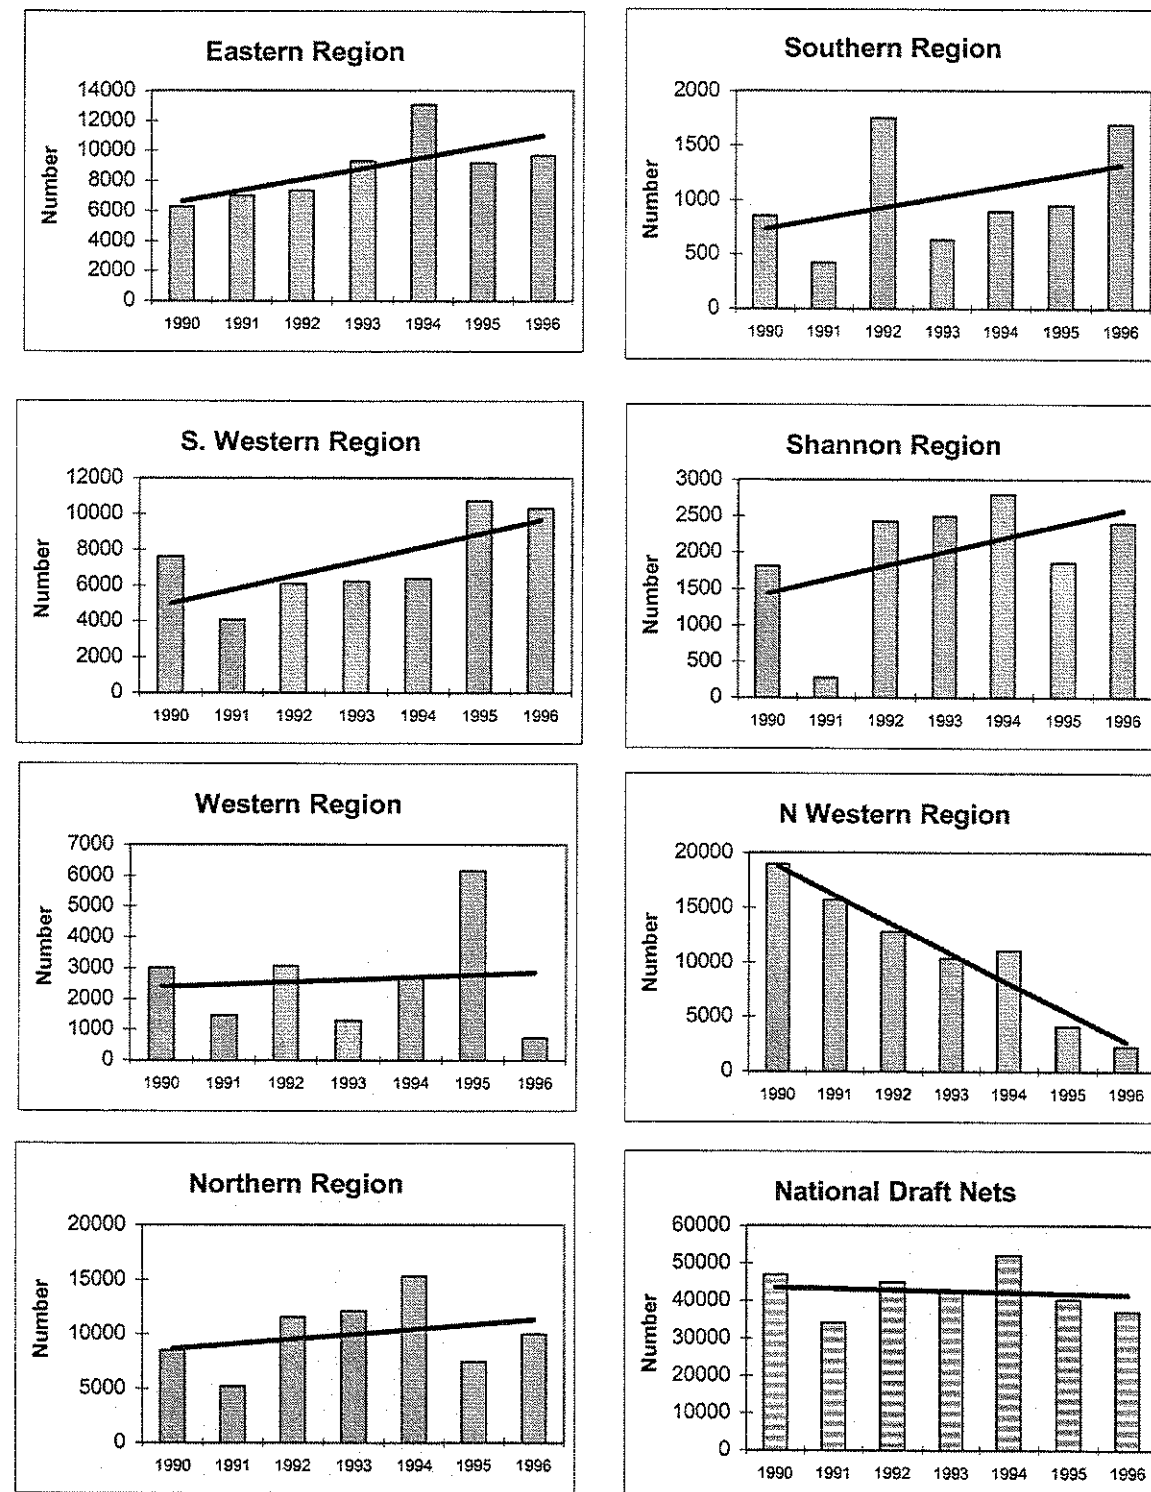 Eastern Region
Number
14000
12000
10000
8000
6000
4000
2000
0
1990 1991 1992 1993 1994 1995 1996
Southern Region
Number
2000
1500
1000
500
0
1990 1991 1992 1993 1994 1995 1996
S. Western Region
Number
12000
10000
8000
6000
4000
2000
0
1990 1991 1992 1993 1994 1995 1996
Shannon Region
Number
3000
2500
2000
1500
1000
500
0
1990 1991 1992 1993 1994 1995 1996
Western Region
Number
7000
6000
5000
4000
3000
2000
1000
0
1990 1991 1992 1993 1994 1995 1996
N Western Region
Number
20000
15000
10000
5000
0
1990 1991 1992 1993 1994 1995 1996
Northern Region
Number
20000
15000
10000
5000
0
1990 1991 1992 1993 1994 1995 1996
National Draft Nets
Number
60000
50000
40000
30000
20000
10000
0
1990 1991 1992 1993 1994 1995 1996